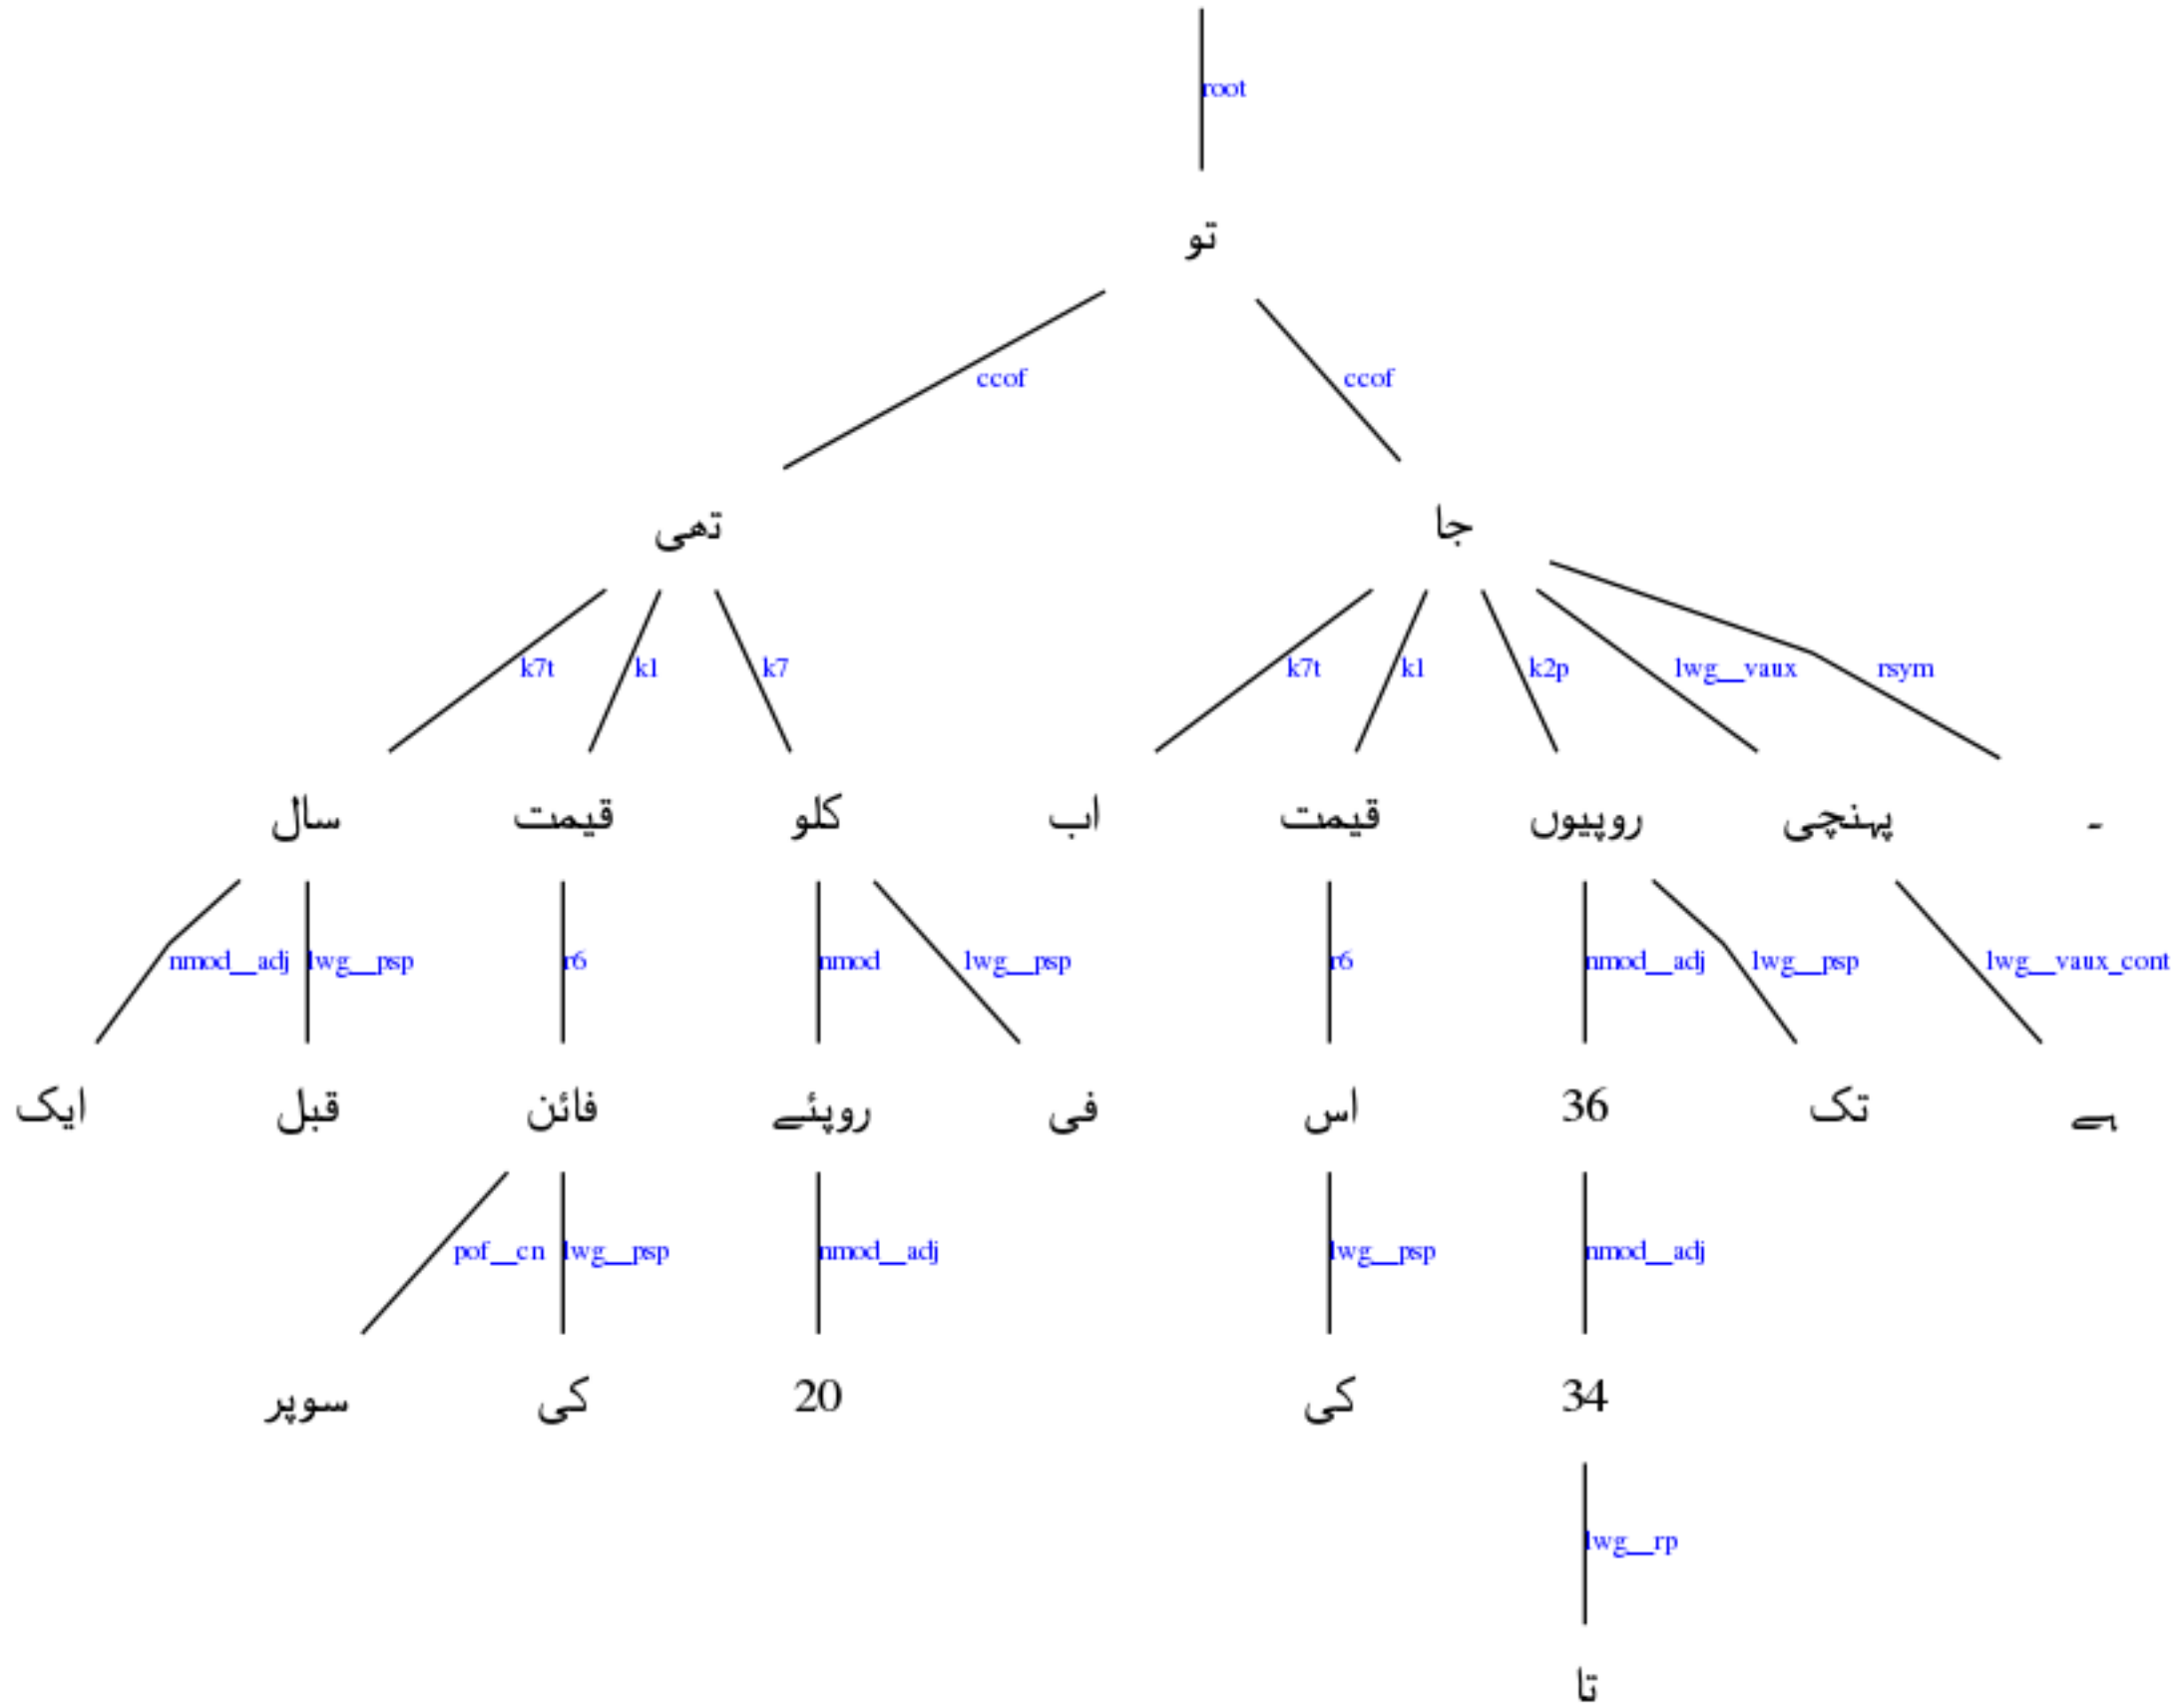 root
تو
ccof ccof
تھی جا
k7t k1 k7 k7t k1 k2p lwg__vaux rsym
سال قیمت کلو اب قیمت روپیوں پہنچی ۔
nmod__adj lwg__psp r6 nmod lwg__psp r6 nmod__adj lwg__psp lwg__vaux_cont
ایک قبل فائن روپئے فی اس 36 تک ہے
pof__cn lwg__psp nmod__adj lwg__psp nmod__adj
سوپر کی 20 کی 34
lwg__rp
تا